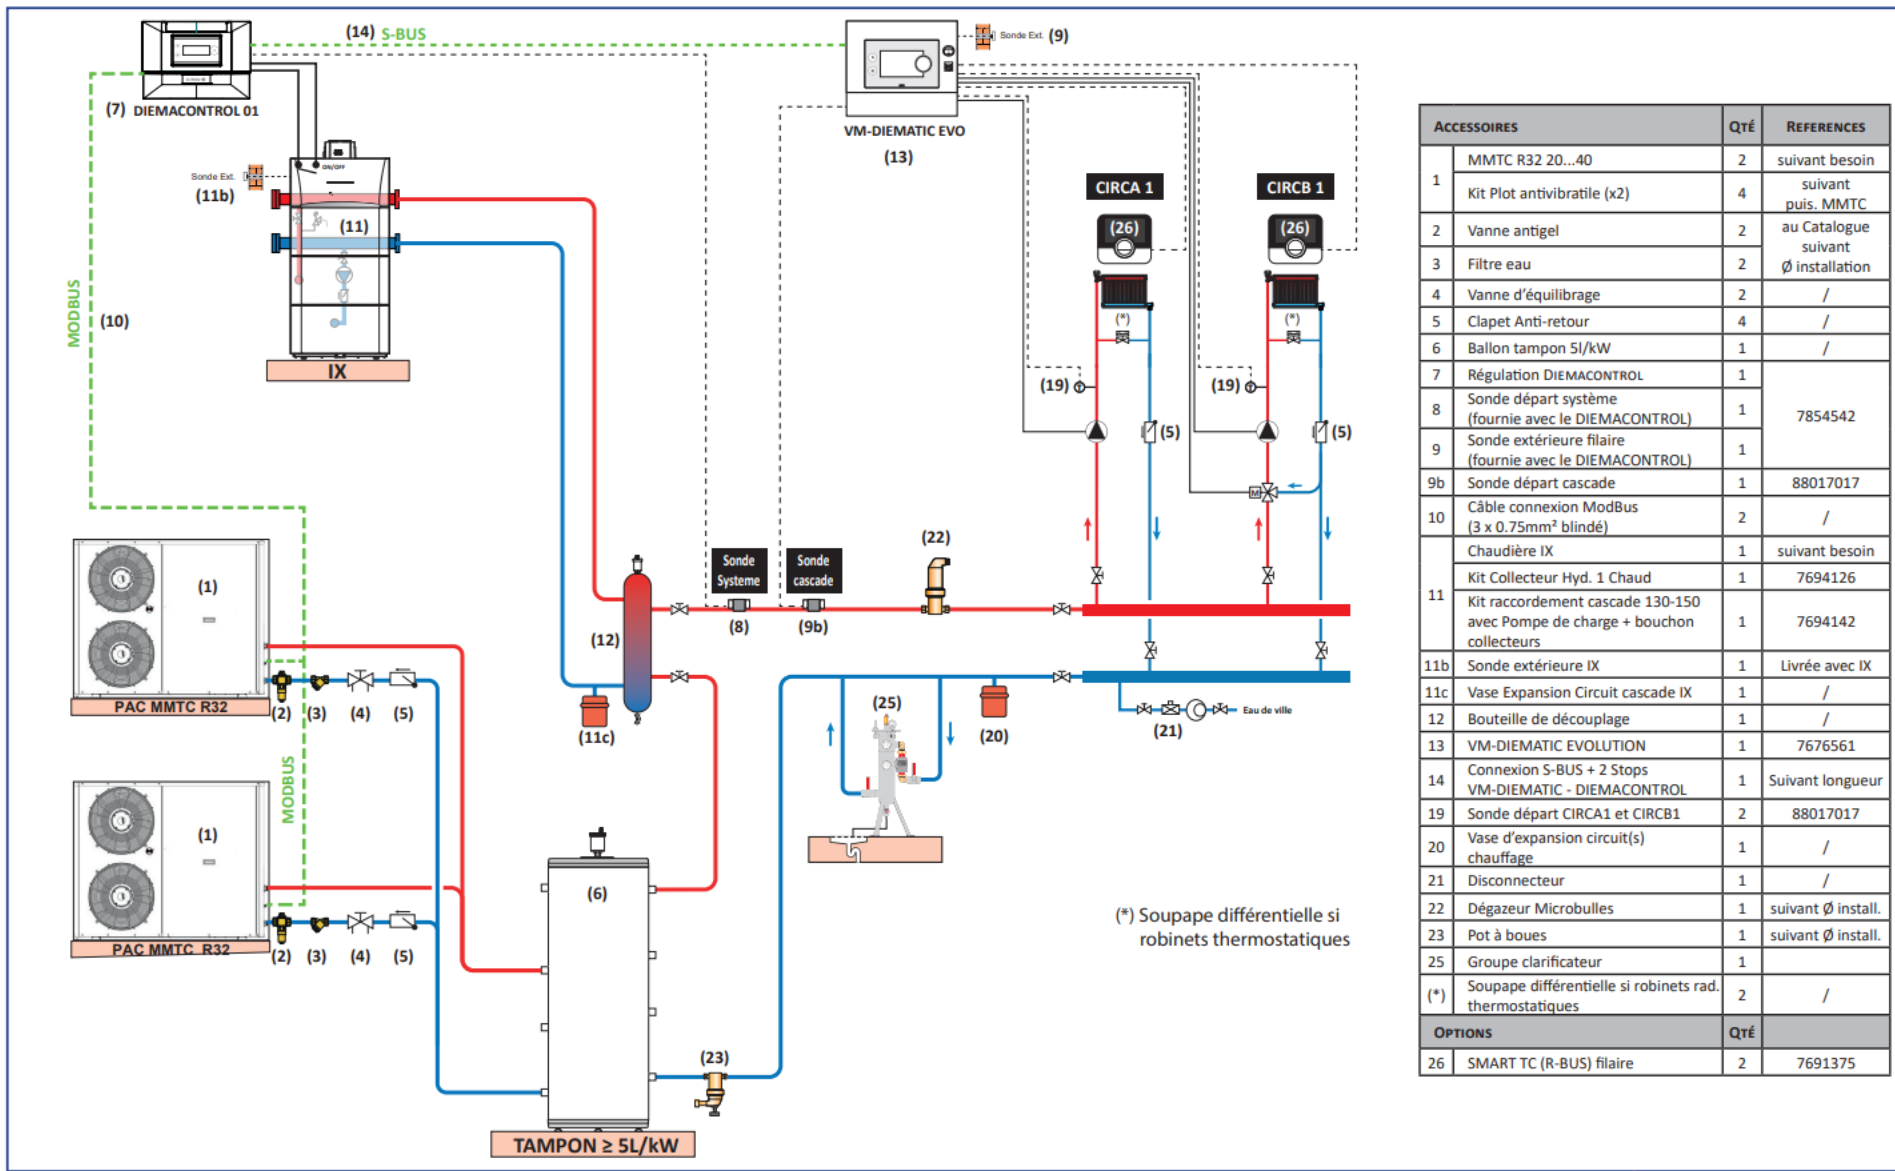 (14) S-BUS
Sonde Ext. (9)
(7) DIEMACONTROL 01
VM-DIEMATIC EVO
(13)
ON/OFF
Sonde Ext.
(11b)
(11)
IX
MODBUS
(10)
CIRCA 1
CIRCB 1
(26)
(26)
(*)
(*)
(19)
(19)
(5)
(5)
M
(22)
Sonde
Systeme
Sonde
cascade
(8)
(9b)
(12)
(11c)
(1)
PAC MMTC R32
(2)
(3)
(4)
(5)
MODBUS
(1)
PAC MMTC R32
(2)
(3)
(4)
(5)
(25)
(20)
(21)
Eau de ville
(6)
(23)
TAMPON ≥ 5L/kW
(*) Soupape différentielle si
robinets thermostatiques
ACCESSOIRES QTÉ REFERENCES
1 MMTC R32 20...40 2 suivant besoin
Kit Plot antivibratile (x2) 4 suivant
puis. MMTC
2 Vanne antigel 2 au Catalogue
suivant
3 Filtre eau 2 Ø installation
4 Vanne d'équilibrage 2 /
5 Clapet Anti-retour 4 /
6 Ballon tampon 5l/kW 1 /
7 Régulation DIEMACONTROL 1
8 Sonde départ système
(fournie avec le DIEMACONTROL) 1 7854542
9 Sonde extérieure filaire
(fournie avec le DIEMACONTROL) 1
9b Sonde départ cascade 1 88017017
10 Câble connexion ModBus
(3 x 0.75mm² blindé) 2 /
11 Chaudière IX 1 suivant besoin
Kit Collecteur Hyd. 1 Chaud 1 7694126
Kit raccordement cascade 130-150
avec Pompe de charge + bouchon 1 7694142
collecteurs
11b Sonde extérieure IX 1 Livrée avec IX
11c Vase Expansion Circuit cascade IX 1 /
12 Bouteille de découplage 1 /
13 VM-DIEMATIC EVOLUTION 1 7676561
14 Connexion S-BUS + 2 Stops
VM-DIEMATIC - DIEMACONTROL 1 Suivant longueur
19 Sonde départ CIRCA1 et CIRCB1 2 88017017
20 Vase d'expansion circuit(s)
chauffage 1 /
21 Disconnecteur 1 /
22 Dégazeur Microbulles 1 suivant Ø install.
23 Pot à boues 1 suivant Ø install.
25 Groupe clarificateur 1
(*) Soupape différentielle si robinets rad.
thermostatiques 2 /
OPTIONS QTÉ
26 SMART TC (R-BUS) filaire 2 7691375